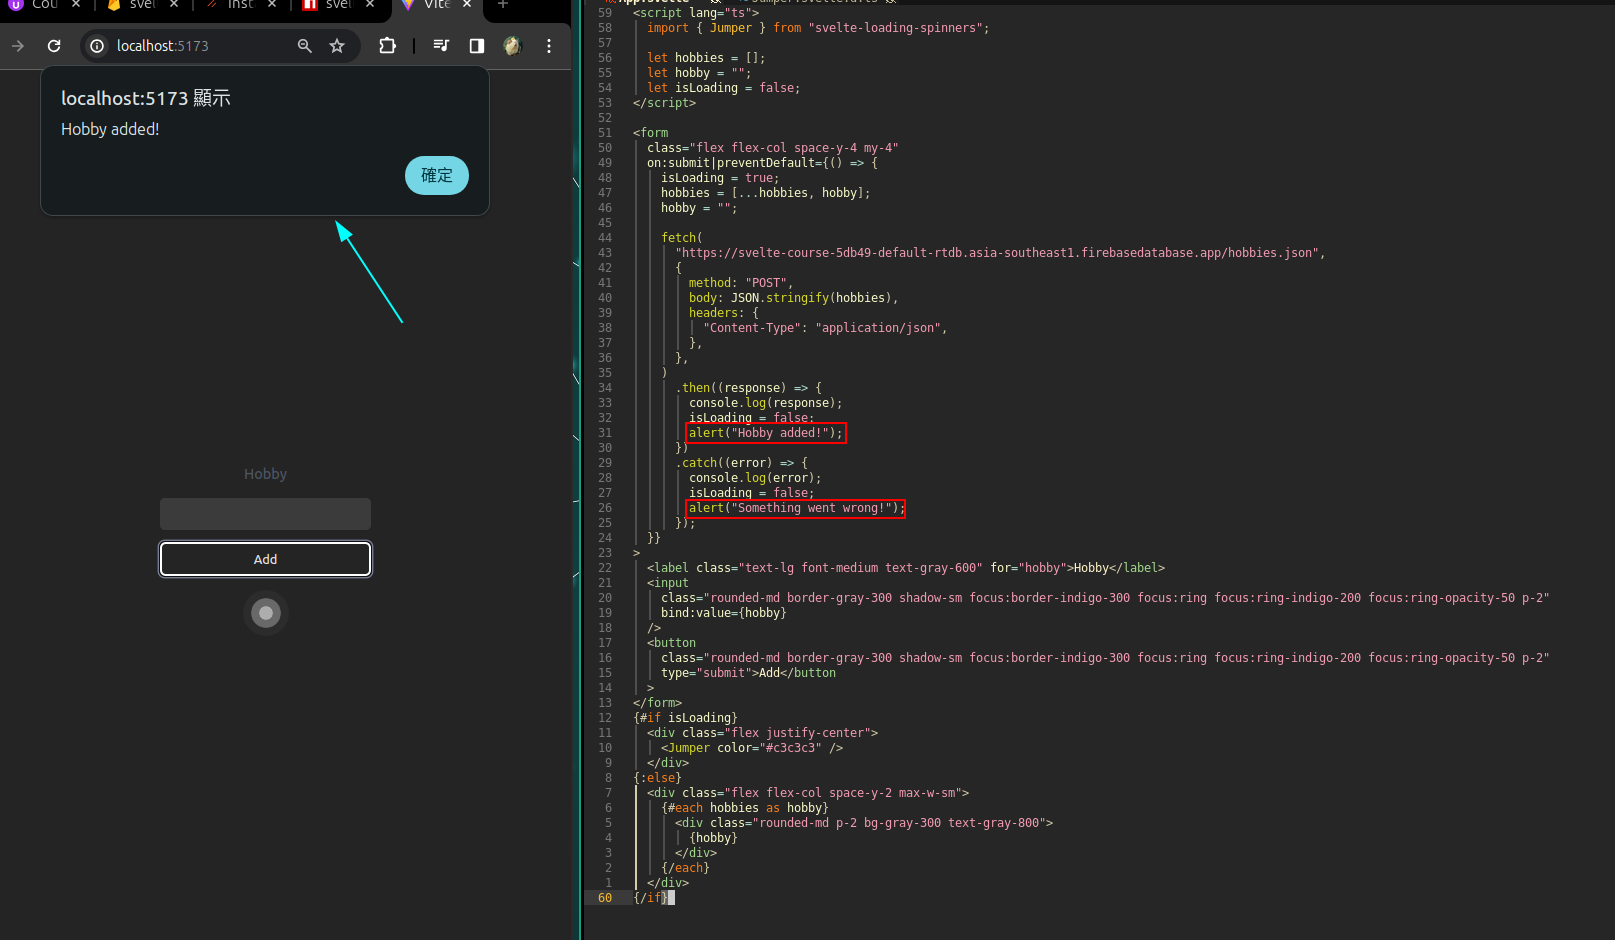 Cou
svel
Inst
svel
Vite
localhost:5173
localhost:5173 顯示
Hobby added!
確定
Hobby
Add
59 <script lang="ts">
58 import { Jumper } from "svelte-loading-spinners";
57
56 let hobbies = [];
55 let hobby = "";
54 let isLoading = false;
53 </script>
52
51 <form
50 class="flex flex-col space-y-4 my-4"
49 on:submit|preventDefault={() => {
48 isLoading = true;
47 hobbies = [...hobbies, hobby];
46 hobby = "";
45
44 fetch(
43 "https://svelte-course-5db49-default-rtdb.asia-southeast1.firebasedatabase.app/hobbies.json",
42 {
41 method: "POST",
40 body: JSON.stringify(hobbies),
39 headers: {
38 "Content-Type": "application/json",
37 },
36 },
35 )
34 .then((response) => {
33 console.log(response);
32 isLoading = false;
31 alert("Hobby added!");
30 })
29 .catch((error) => {
28 console.log(error);
27 isLoading = false;
26 alert("Something went wrong!");
25 });
24 }}
23 >
22 <label class="text-lg font-medium text-gray-600" for="hobby">Hobby</label>
21 <input
20 class="rounded-md border-gray-300 shadow-sm focus:border-indigo-300 focus:ring focus:ring-indigo-200 focus:ring-opacity-50 p-2"
19 bind:value={hobby}
18 />
17 <button
16 class="rounded-md border-gray-300 shadow-sm focus:border-indigo-300 focus:ring focus:ring-indigo-200 focus:ring-opacity-50 p-2"
15 type="submit">Add</button
14 >
13 </form>
12 {#if isLoading}
11 <div class="flex justify-center">
10 <Jumper color="#c3c3c3" />
9 </div>
8 {:else}
7 <div class="flex flex-col space-y-2 max-w-sm">
6 {#each hobbies as hobby}
5 <div class="rounded-md p-2 bg-gray-300 text-gray-800">
4 {hobby}
3 </div>
2 {/each}
1 </div>
60 {/if}